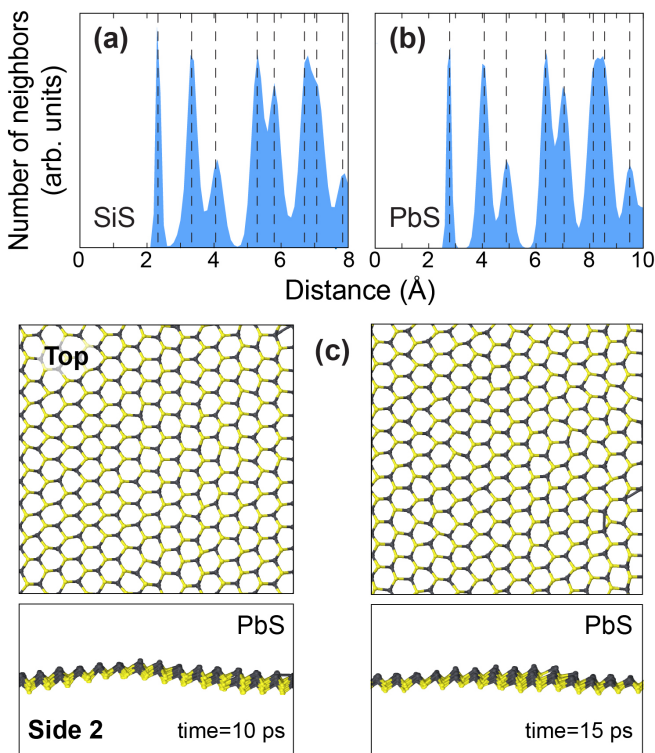 (a)
(b)
Number of neighbors
(arb. units)
SiS
PbS
0 2 4 6 8
0 2 4 6 8 10
Distance (Å)
Top
(c)
PbS
PbS
Side 2
time=10 ps
time=15 ps